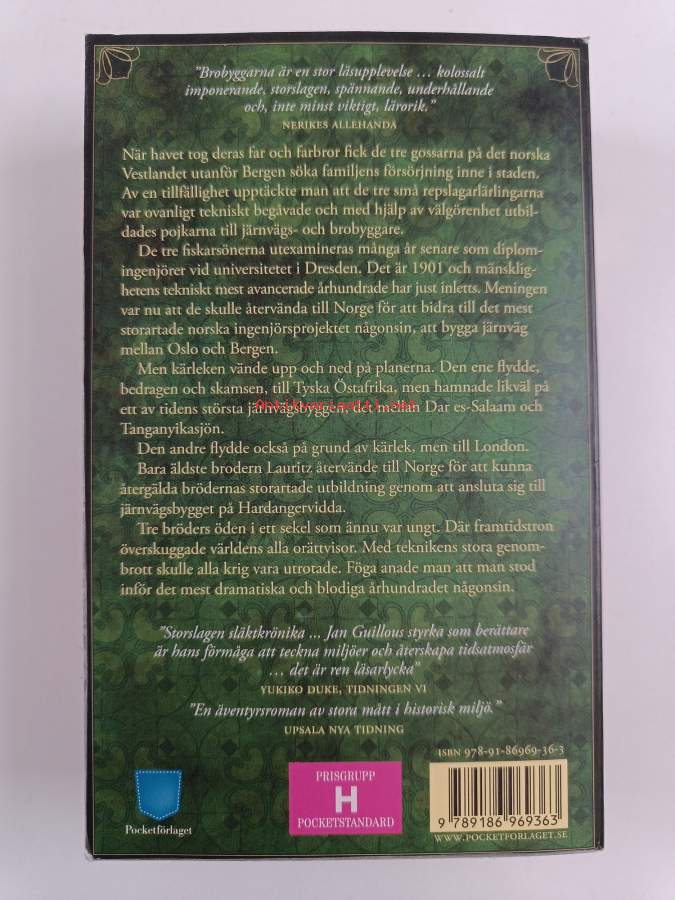 "Brobyggarna är en stor läsupplevelse ... kolossalt
imponerande, storslagen, spännande, underhållande
och, inte minst viktigt, lärorik."
NERIKES ALLEHANDA
När havet tog deras far och farbror fick de tre gossarna på det norska
Vestlandet utanför Bergen söka familjens försörjning inne i staden.
Av en tillfällighet upptäckte man att de tre små repslagarlärlingarna
var ovanligt tekniskt begåvade och med hjälp av välgörenhet utbil-
dades pojkarna till järnvägs- och brobyggare.
De tre fiskarsönerna utexamineras många år senare som diplom-
ingenjörer vid universitetet i Dresden. Det är 1901 och mänsklig-
hetens tekniskt mest avancerade århundrade har just inletts. Meningen
var nu att de skulle återvända till Norge för att bidra till det mest
storartade norska ingenjörsprojektet någonsin, att bygga järnväg
mellan Oslo och Bergen.
Men kärleken vände upp och ned på planerna. Den ene flydde,
bedragen och skamsen, till Tyska Östafrika, men hamnade likväl på
ett av tidens största järnvägsbyggen, det mellan Dar es-Salaam och
Antikvariaatti.net
Tanganyikasjön.
Den andre flydde också på grund av kärlek, men till London.
Bara äldste brodern Lauritz återvände till Norge för att kunna
återgälda brödernas storartade utbildning genom att ansluta sig till
järnvägsbygget på Hardangervidda.
Tre bröders öden i ett sekel som ännu var ungt. Där framtidstron
överskuggade världens alla orättvisor. Med teknikens stora genom-
brott skulle alla krig vara utrotade. Föga anade man att man stod
inför det mest dramatiska och blodiga århundradet någonsin.
"Storslagen släktkrönika ... Jan Guillous styrka som berättare
är hans förmåga att teckna miljöer och återskapa tidsatmosfär
... det är ren läsarlycka"
YUKIKO DUKE, TIDNINGEN VI
"En äventyrsroman av stora mått i historisk miljö."
UPSALA NYA TIDNING
ISBN 978-91-86969-36-3
PRISGRUPP
H
POCKETSTANDARD
Pocketförlaget
9 789186 969363
WWW.POCKETFORLAGET.SE